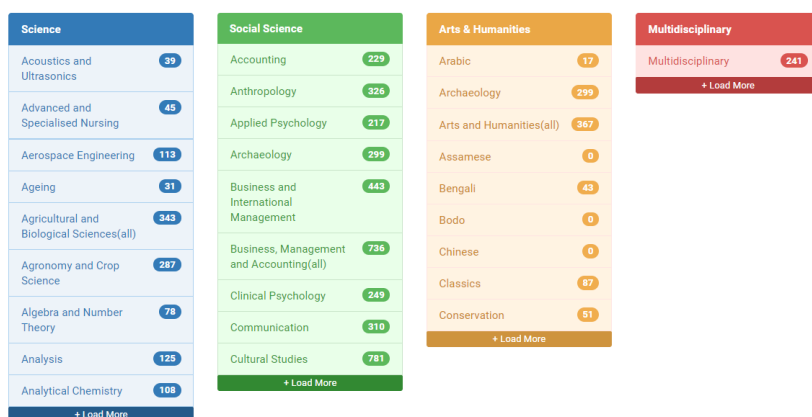 Science
Acoustics and
Ultrasonics
39
Advanced and
Specialised Nursing
45
Aerospace Engineering 113
Ageing 31
Agricultural and
Biological Sciences(all)
343
Agronomy and Crop
Science
287
Algebra and Number
Theory
78
Analysis 125
Analytical Chemistry 108
+ Load More
Social Science
Accounting 229
Anthropology 326
Applied Psychology 217
Archaeology 299
Business and
International
Management
443
Business, Management
and Accounting(all)
736
Clinical Psychology 249
Communication 310
Cultural Studies 781
+ Load More
Arts & Humanities
Arabic 17
Archaeology 299
Arts and Humanities(all) 367
Assamese 0
Bengali 43
Bodo 0
Chinese 0
Classics 87
Conservation 51
+ Load More
Multidisciplinary
Multidisciplinary 241
+ Load More